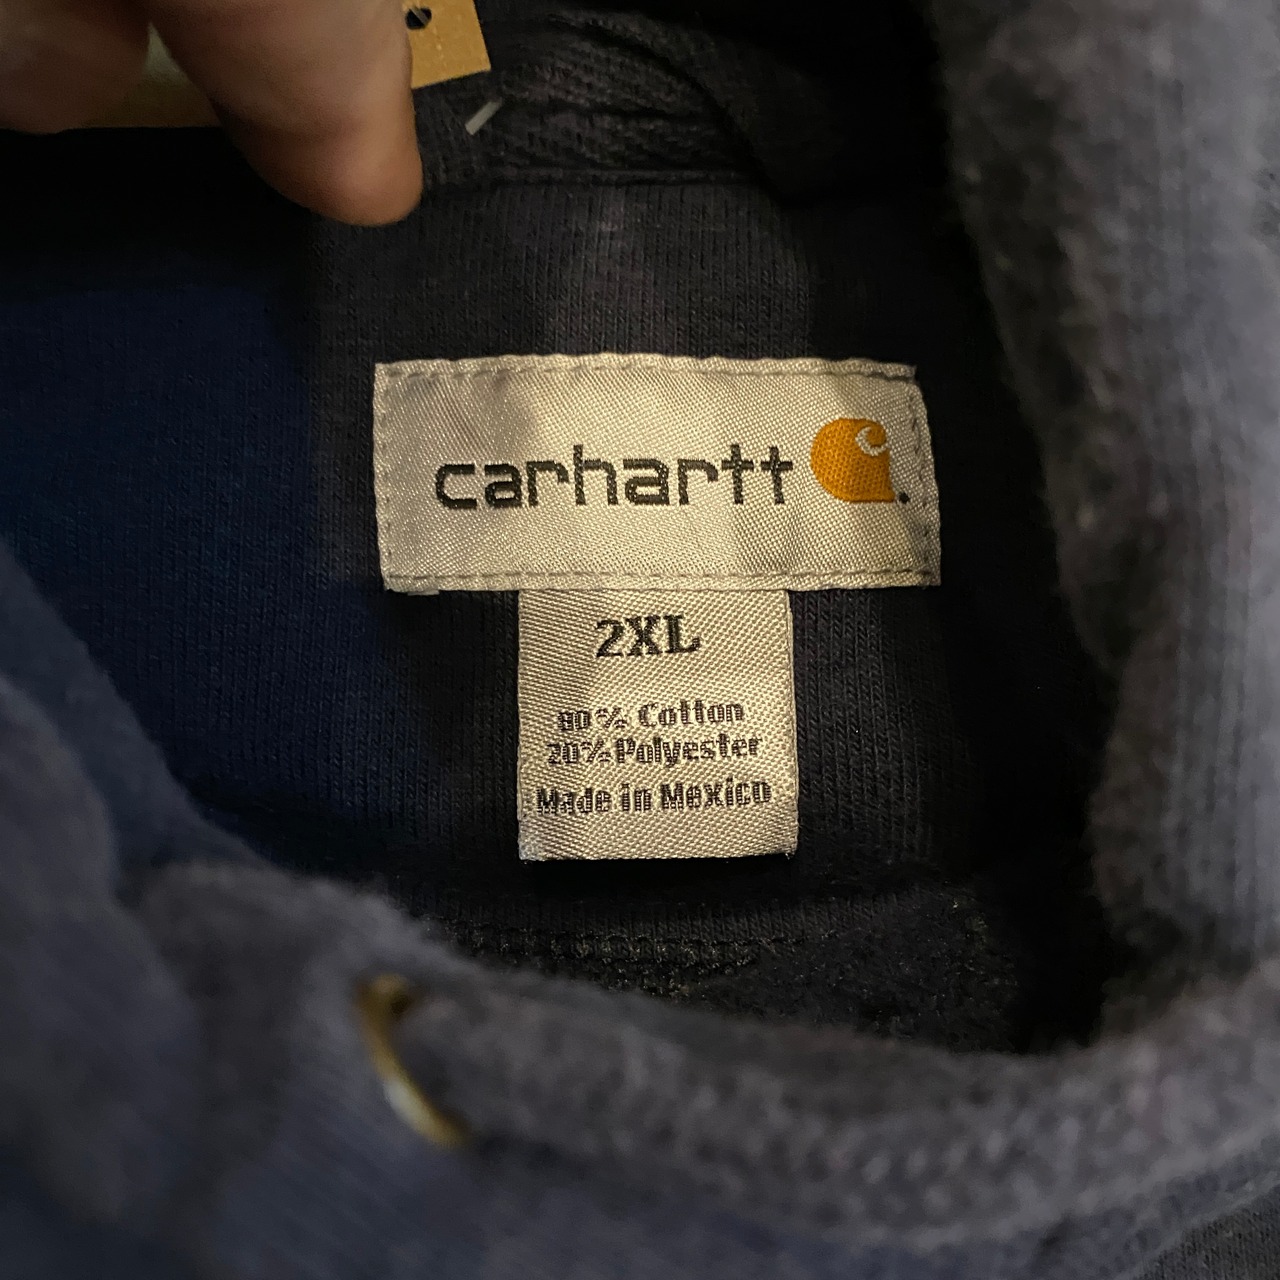 carhartt
2XL
80% Cotton
20% Polyester
Made in Mexico